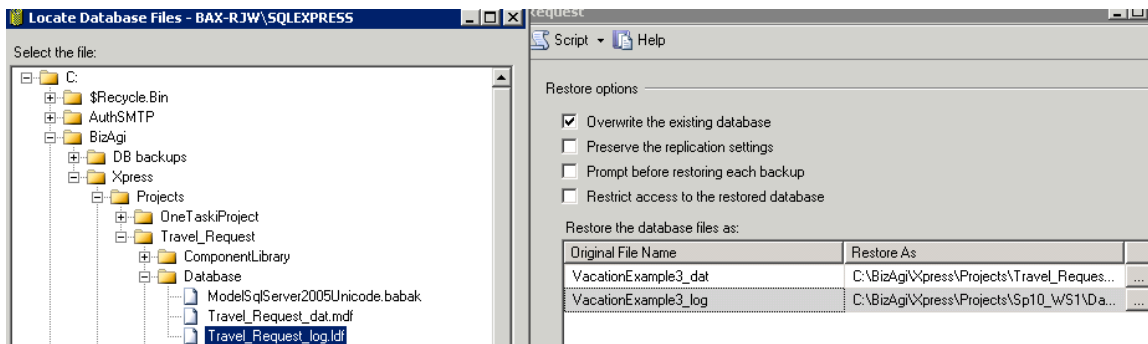 Locate Database Files - BAX-RJW\SQLEXPRESS
Select the file:
C:
$Recycle.Bin
AuthSMTP
BizAgi
DB backups
Xpress
Projects
OneTaskiProject
Travel_Request
ComponentLibrary
Database
ModelSqlServer2005Unicode.babak
Travel_Request_dat.mdf
Travel_Request_log.ldf
Request
Script Help
Restore options
Overwrite the existing database
Preserve the replication settings
Prompt before restoring each backup
Restrict access to the restored database
Restore the database files as:
Original File Name Restore As
VacationExample3_dat C:\BizAgi\Xpress\Projects\Travel_Reques... ...
VacationExample3_log C:\BizAgi\Xpress\Projects\Sp10_WS1\Da... ...